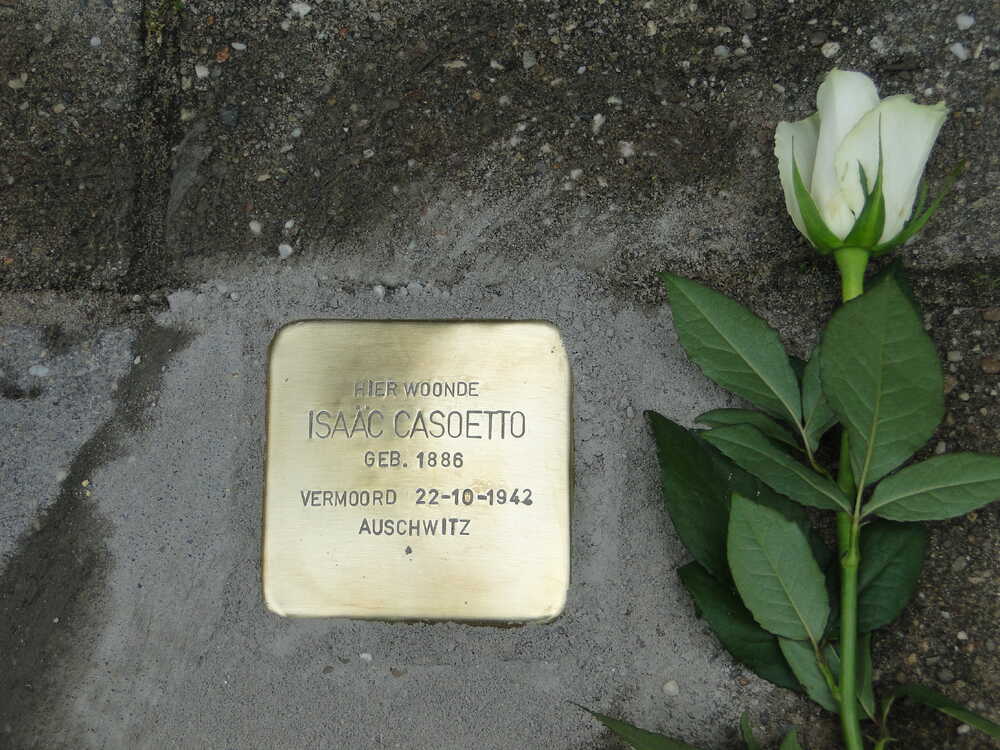 HIER WOONDE
ISAÄC CASOETTO
GEB. 1886
VERMOORD 22-10-1942
AUSCHWITZ